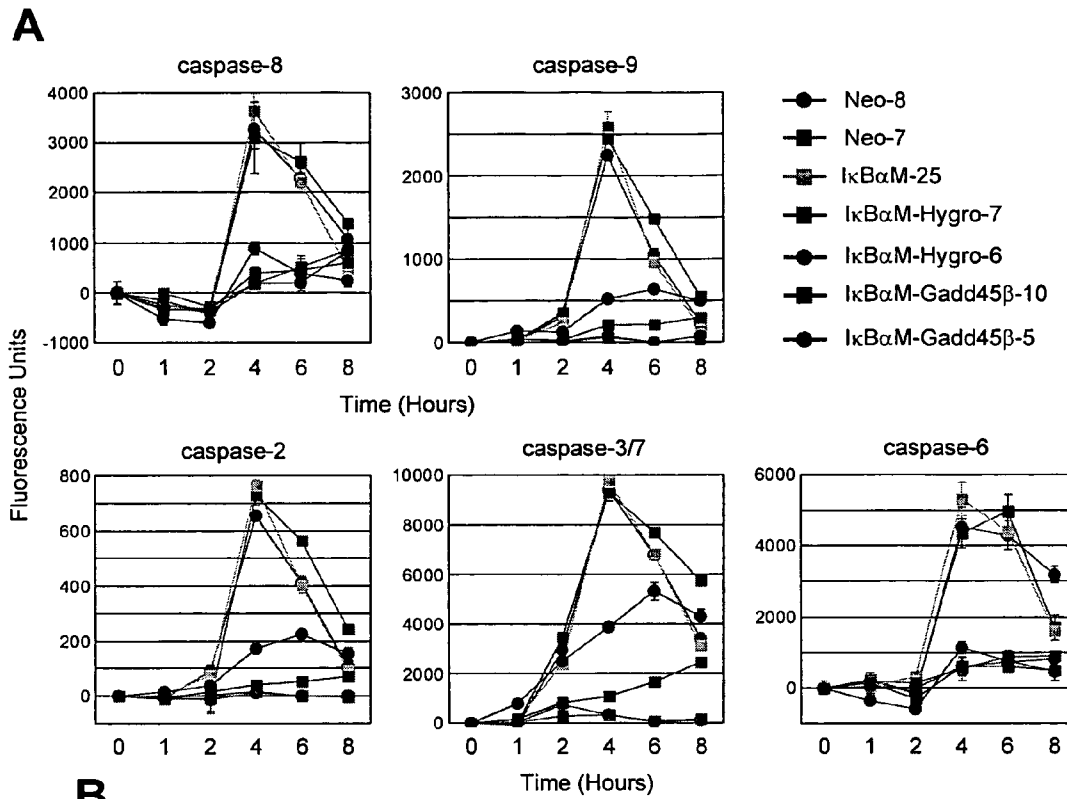 A
caspase-8
4000
3000
2000
1000
0
-1000
0 1 2 4 6 8
caspase-9
3000
2000
1000
0
0 1 2 4 6 8
Time (Hours)
Neo-8
Neo-7
IκBαM-25
IκBαM-Hygro-7
IκBαM-Hygro-6
IκBαM-Gadd45β-10
IκBαM-Gadd45β-5
Fluorescence Units
caspase-2
800
600
400
200
0
0 1 2 4 6 8
caspase-3/7
10000
8000
6000
4000
2000
0
0 1 2 4 6 8
caspase-6
6000
4000
2000
0
0 1 2 4 6 8
Time (Hours)
B